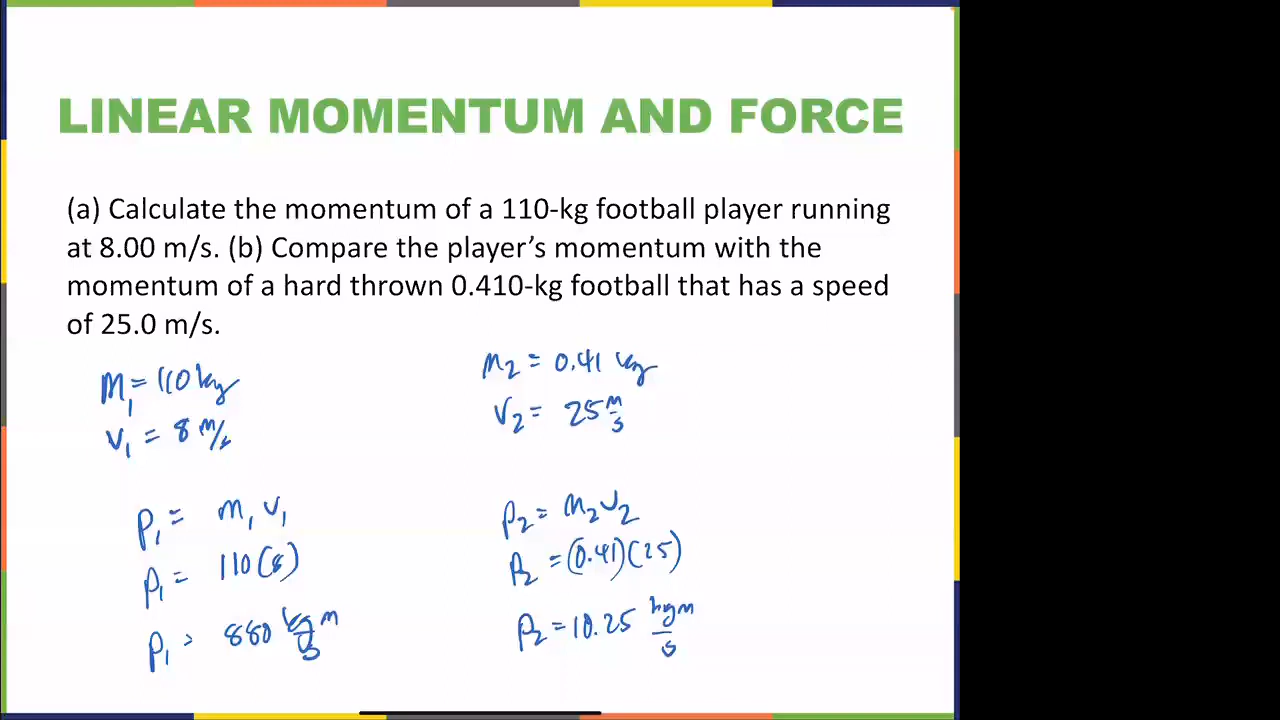 LINEAR MOMENTUM AND FORCE
(a) Calculate the momentum of a 110-kg football player running
at 8.00 m/s. (b) Compare the player’s momentum with the
momentum of a hard thrown 0.410-kg football that has a speed
of 25.0 m/s.
M₁ = 110 kg
V₁ = 8 m/s
P₁ = m₁ v₁
P₁ = 110 (8)
P₁ = 880 kg m/s
M₂ = 0.41 kg
V₂ = 25 m/s
P₂ = M₂ V₂
P₂ = (0.41)(25)
P₂ = 10.25 kg m/s